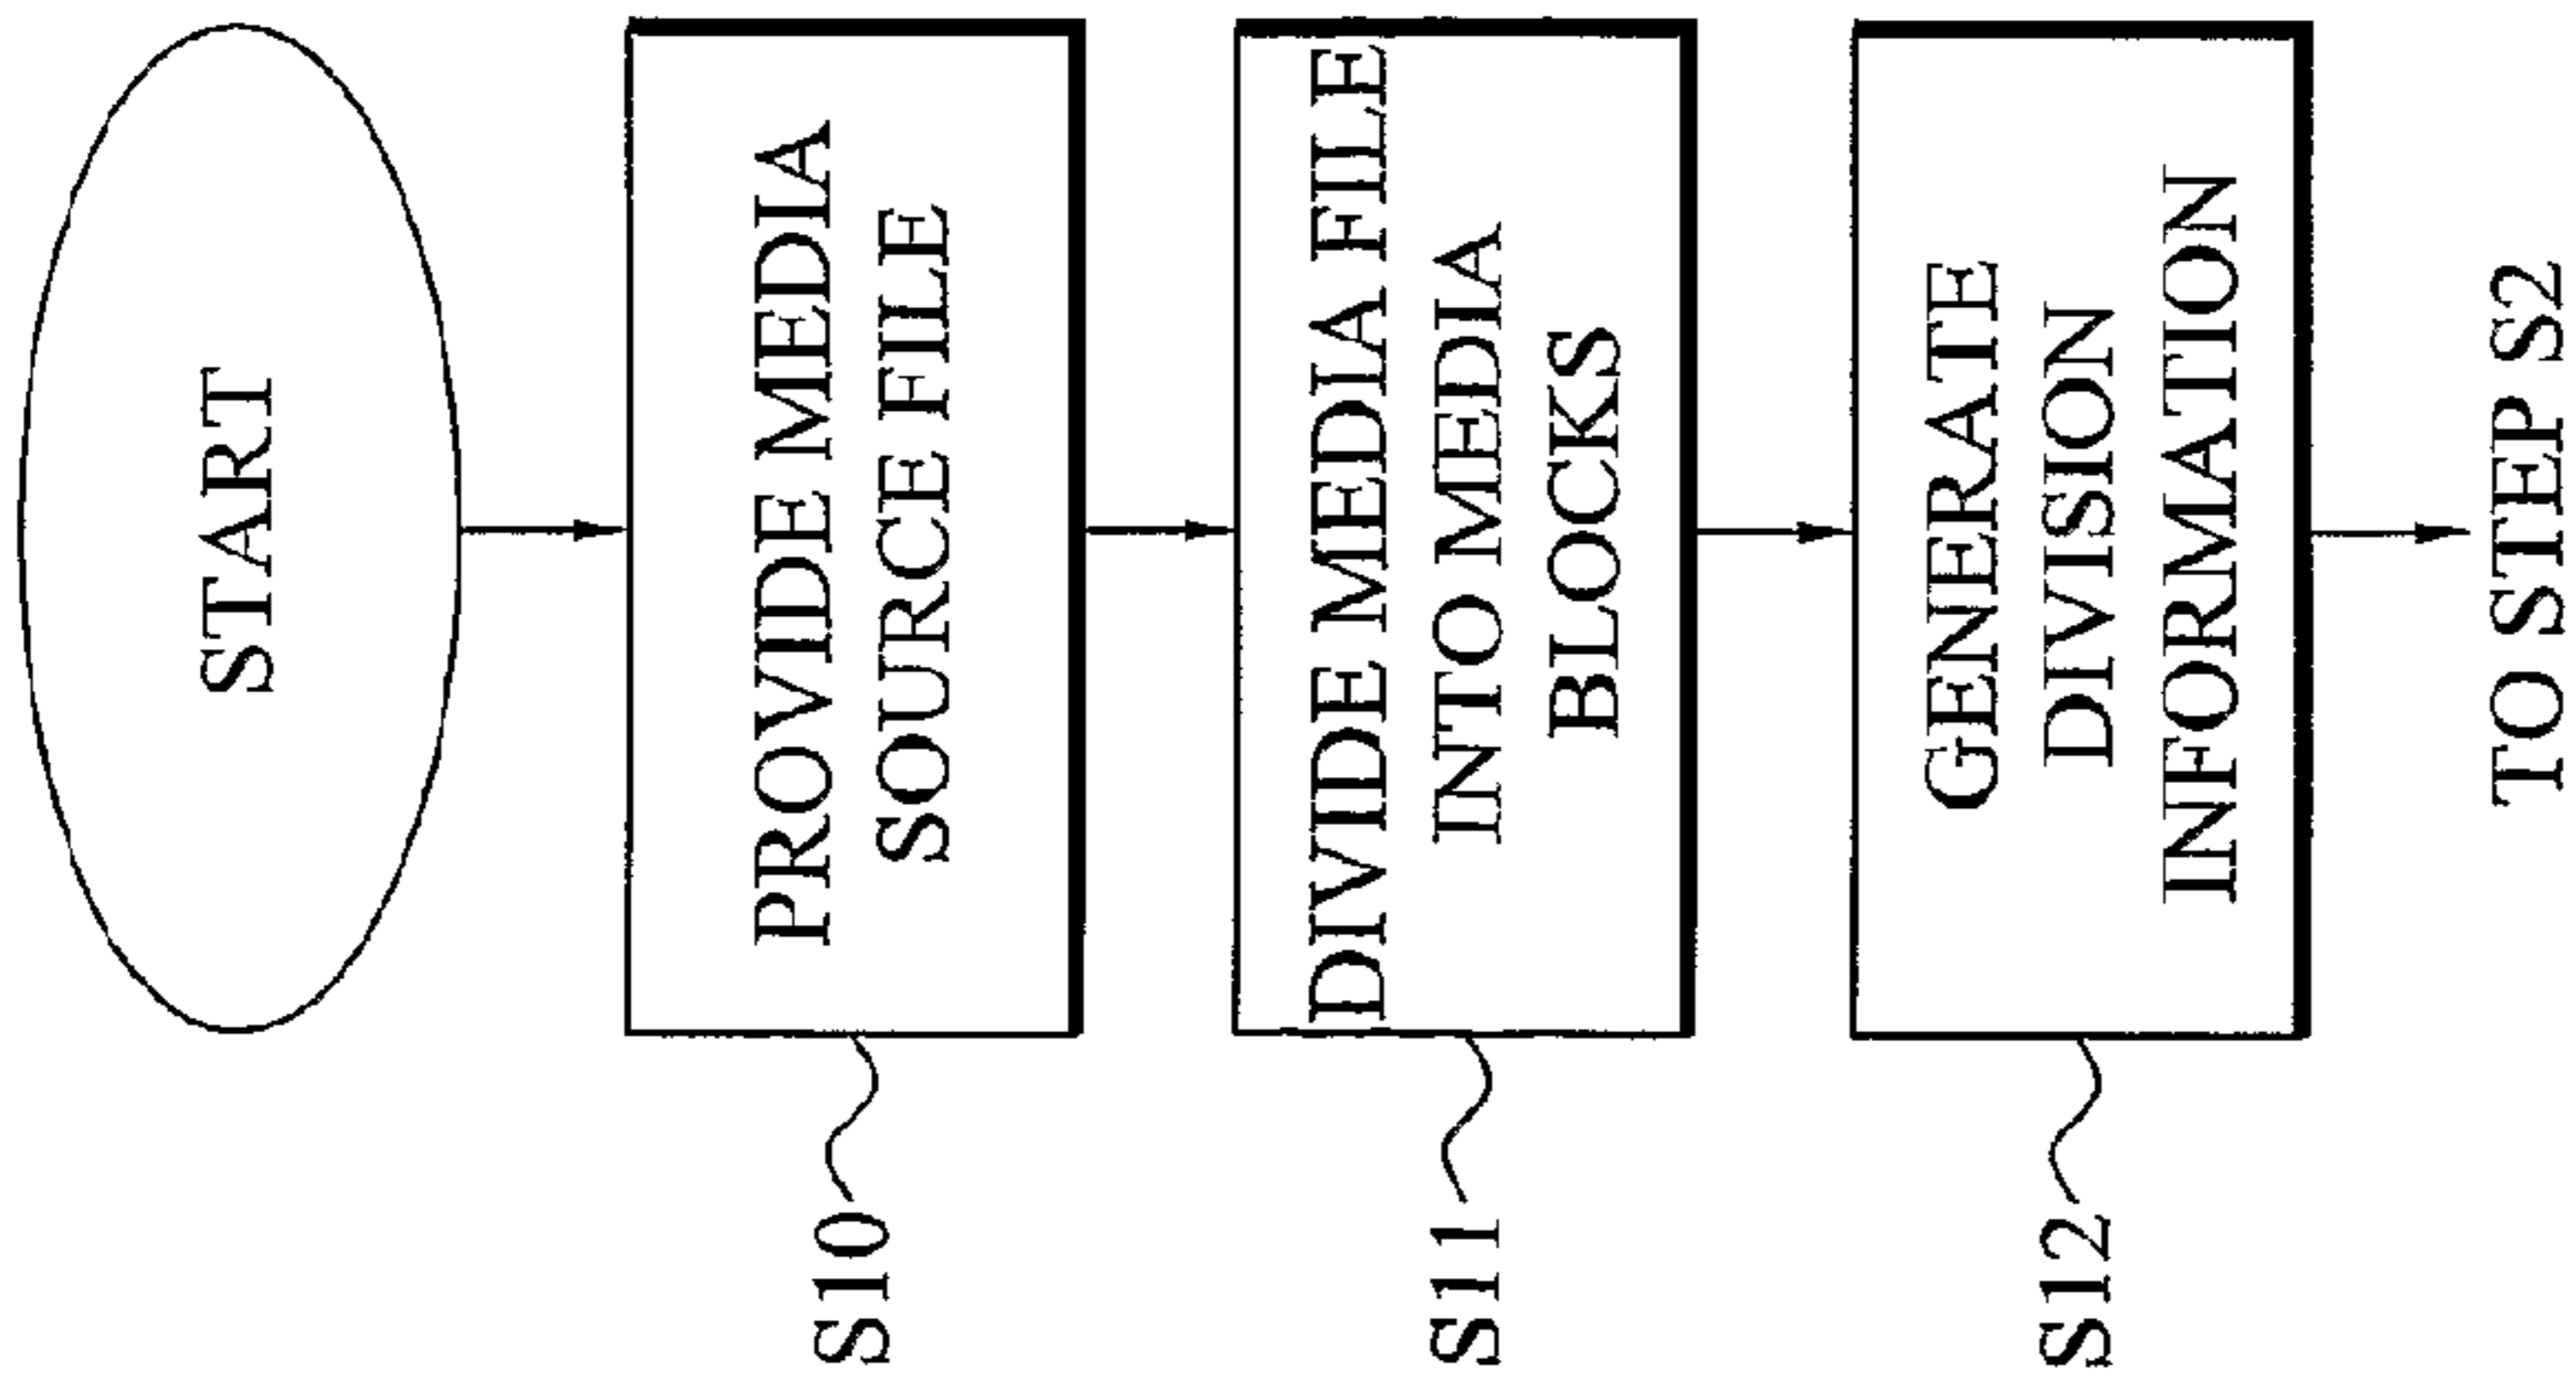 START
PROVIDE MEDIA
SOURCE FILE
S10
DIVIDE MEDIA FILE
INTO MEDIA
BLOCKS
S11
GENERATE
DIVISION
INFORMATION
S12
TO STEP S2